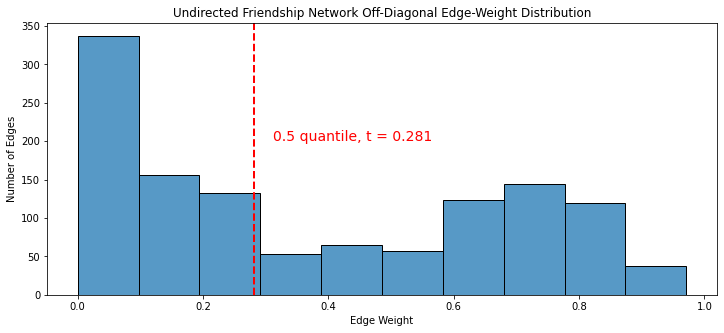 Undirected Friendship Network Off-Diagonal Edge-Weight Distribution
350
300
250
200
150
100
50
0
Number of Edges
0.5 quantile, t = 0.281
0.0 0.2 0.4 0.6 0.8 1.0
Edge Weight